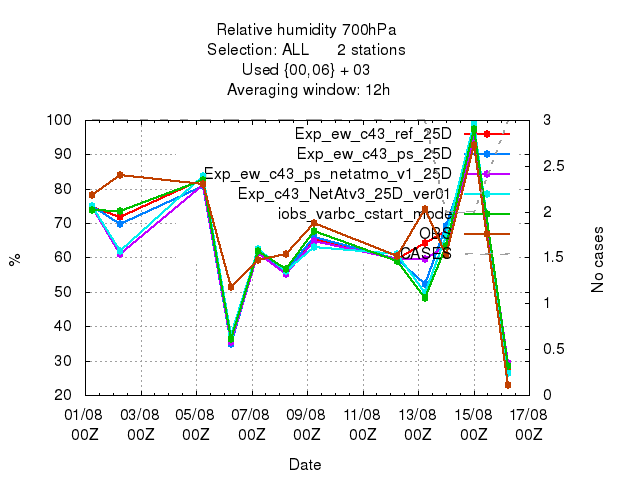 Relative humidity 700hPa
Selection: ALL 2 stations
Used {00,06} + 03
Averaging window: 12h
100
90
80
70
60
50
40
30
20
%
3
2.5
2
1.5
1
0.5
0
No cases
Exp_ew_c43_ref_25D
Exp_ew_c43_ps_25D
Exp_ew_c43_ps_netatmo_v1_25D
Exp_c43_NetAtv3_25D_ver01
iobs_varbc_cstart_mode
OBS
CASES
01/08 03/08 05/08 07/08 09/08 11/08 13/08 15/08 17/08
00Z 00Z 00Z 00Z 00Z 00Z 00Z 00Z 00Z
Date